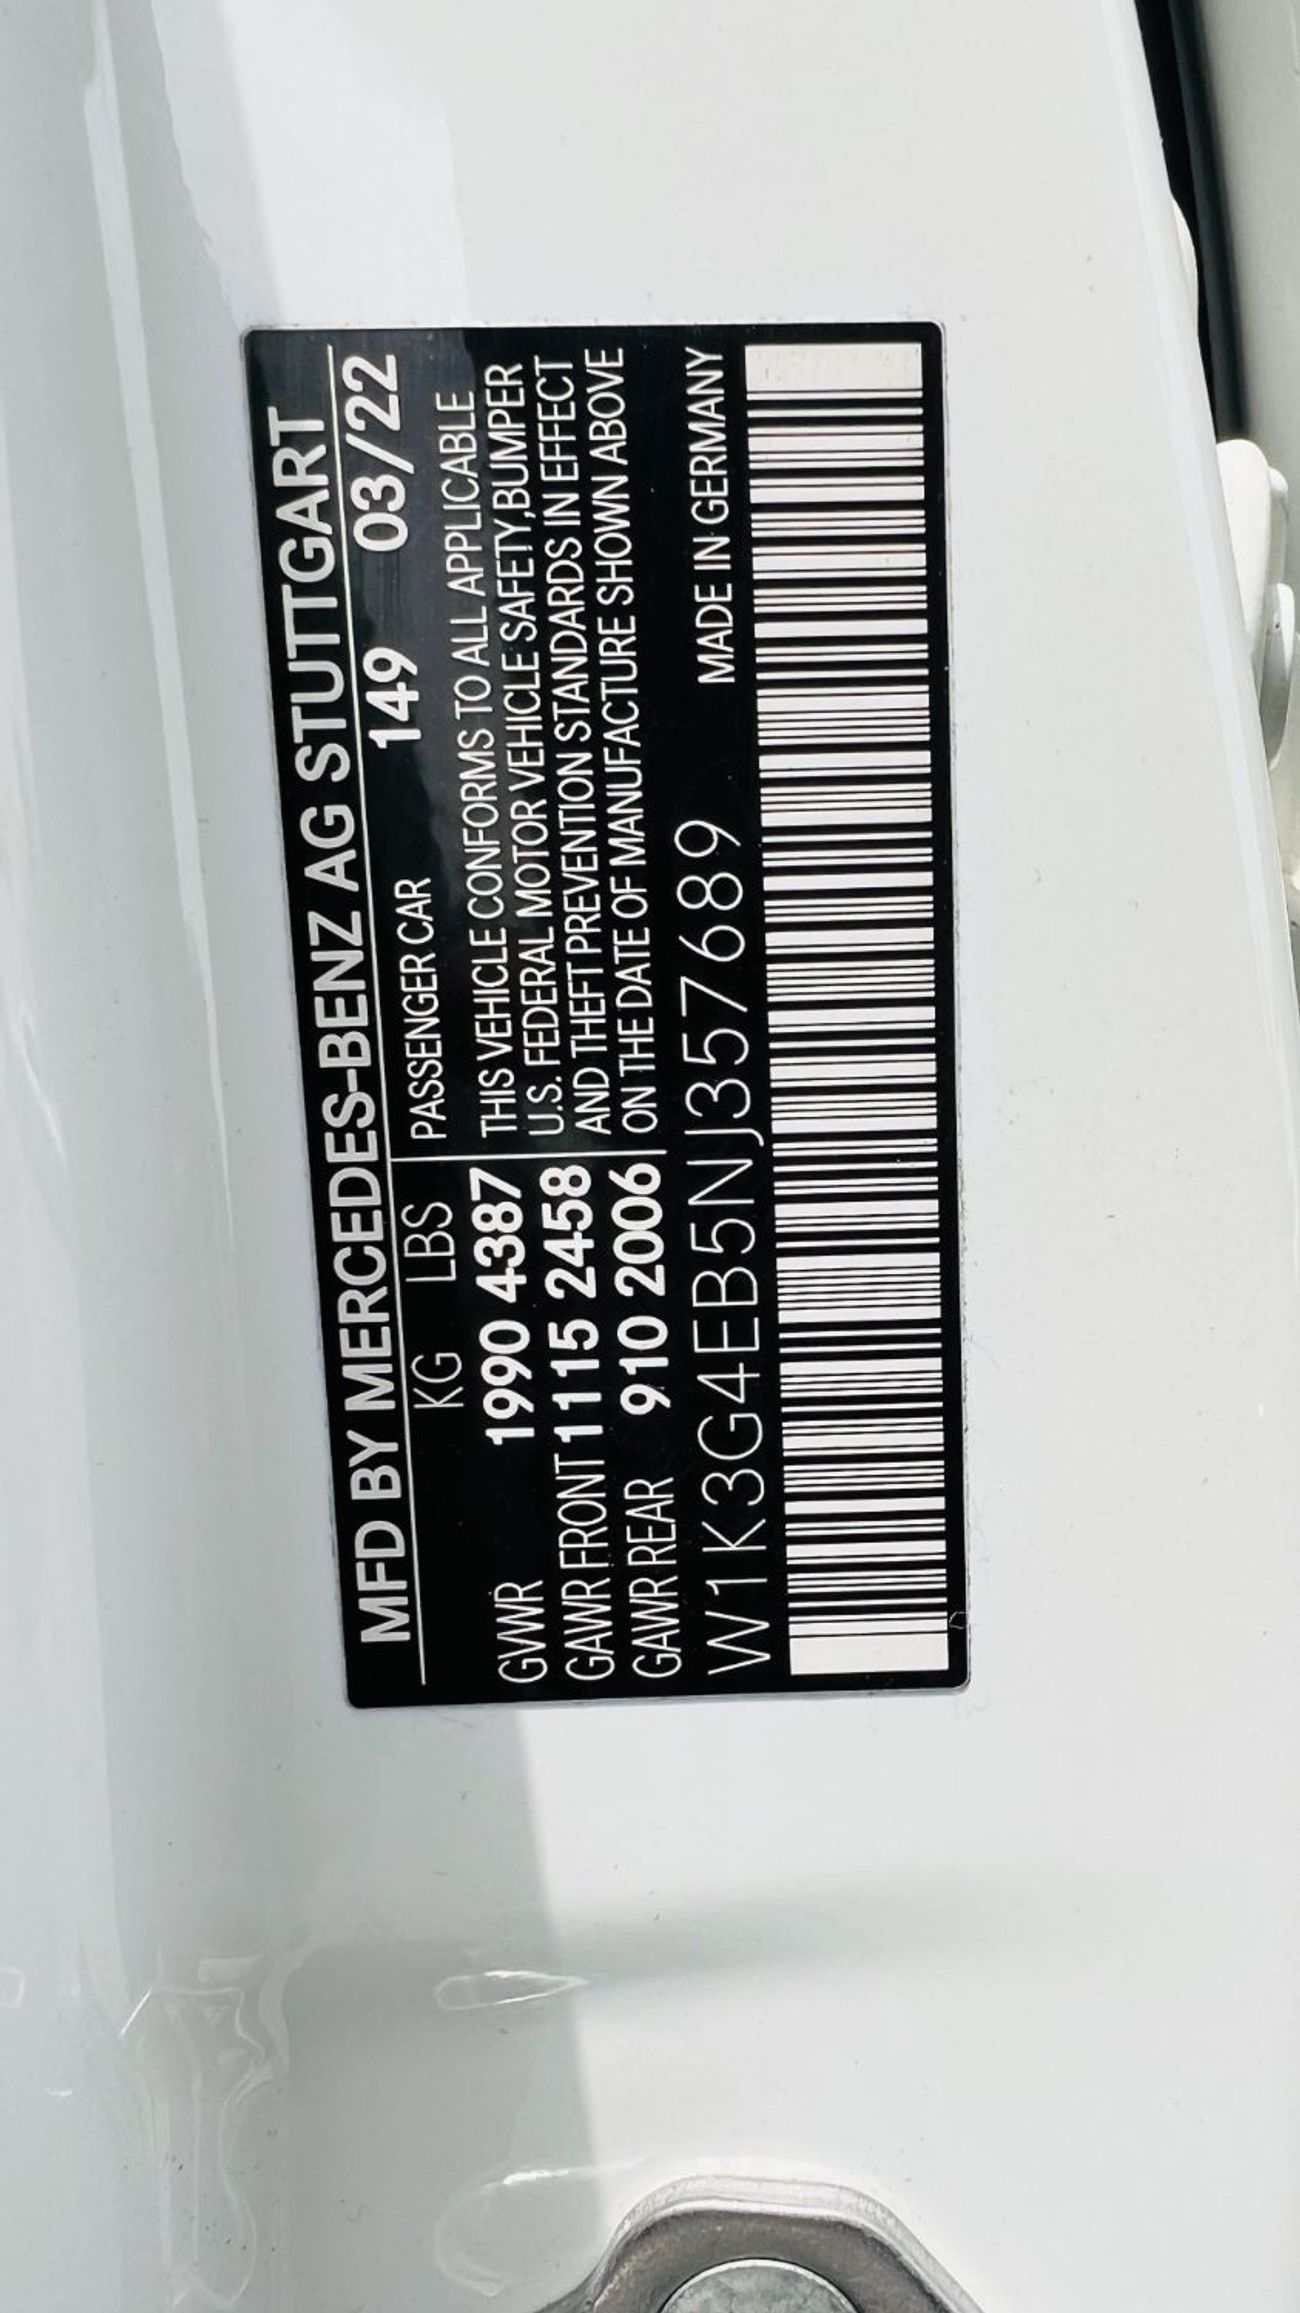 MFD BY MERCEDES-BENZ AG STUTTGART
KG LBS PASSENGER CAR 149 03/22
GVWR 1990 4387 THIS VEHICLE CONFORMS TO ALL APPLICABLE
GAWR FRONT 1115 2458 U.S. FEDERAL MOTOR VEHICLE SAFETY,BUMPER
GAWR REAR 910 2006 AND THEFT PREVENTION STANDARDS IN EFFECT
ON THE DATE OF MANUFACTURE SHOWN ABOVE
W1K3G4EB5NJ357689 MADE IN GERMANY